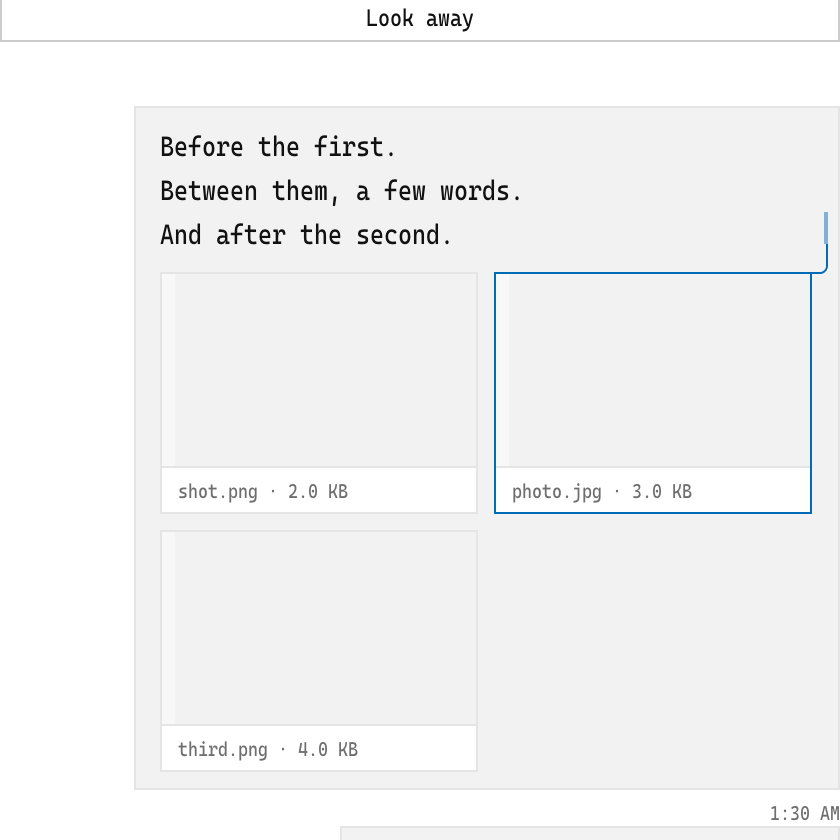 Look away
Before the first.
Between them, a few words.
And after the second.
shot.png · 2.0 KB
photo.jpg · 3.0 KB
third.png · 4.0 KB
1:30 AM